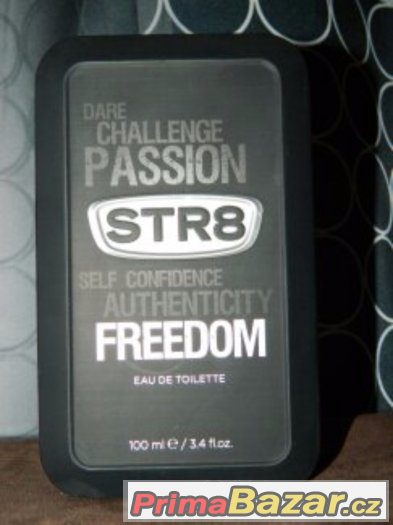 DARE
CHALLENGE
PASSION
STR8
SELF CONFIDENCE
AUTHENTICITY
FREEDOM
EAU DE TOILETTE
100 ml e / 3.4 fl.oz.
PrimaBazar.cz